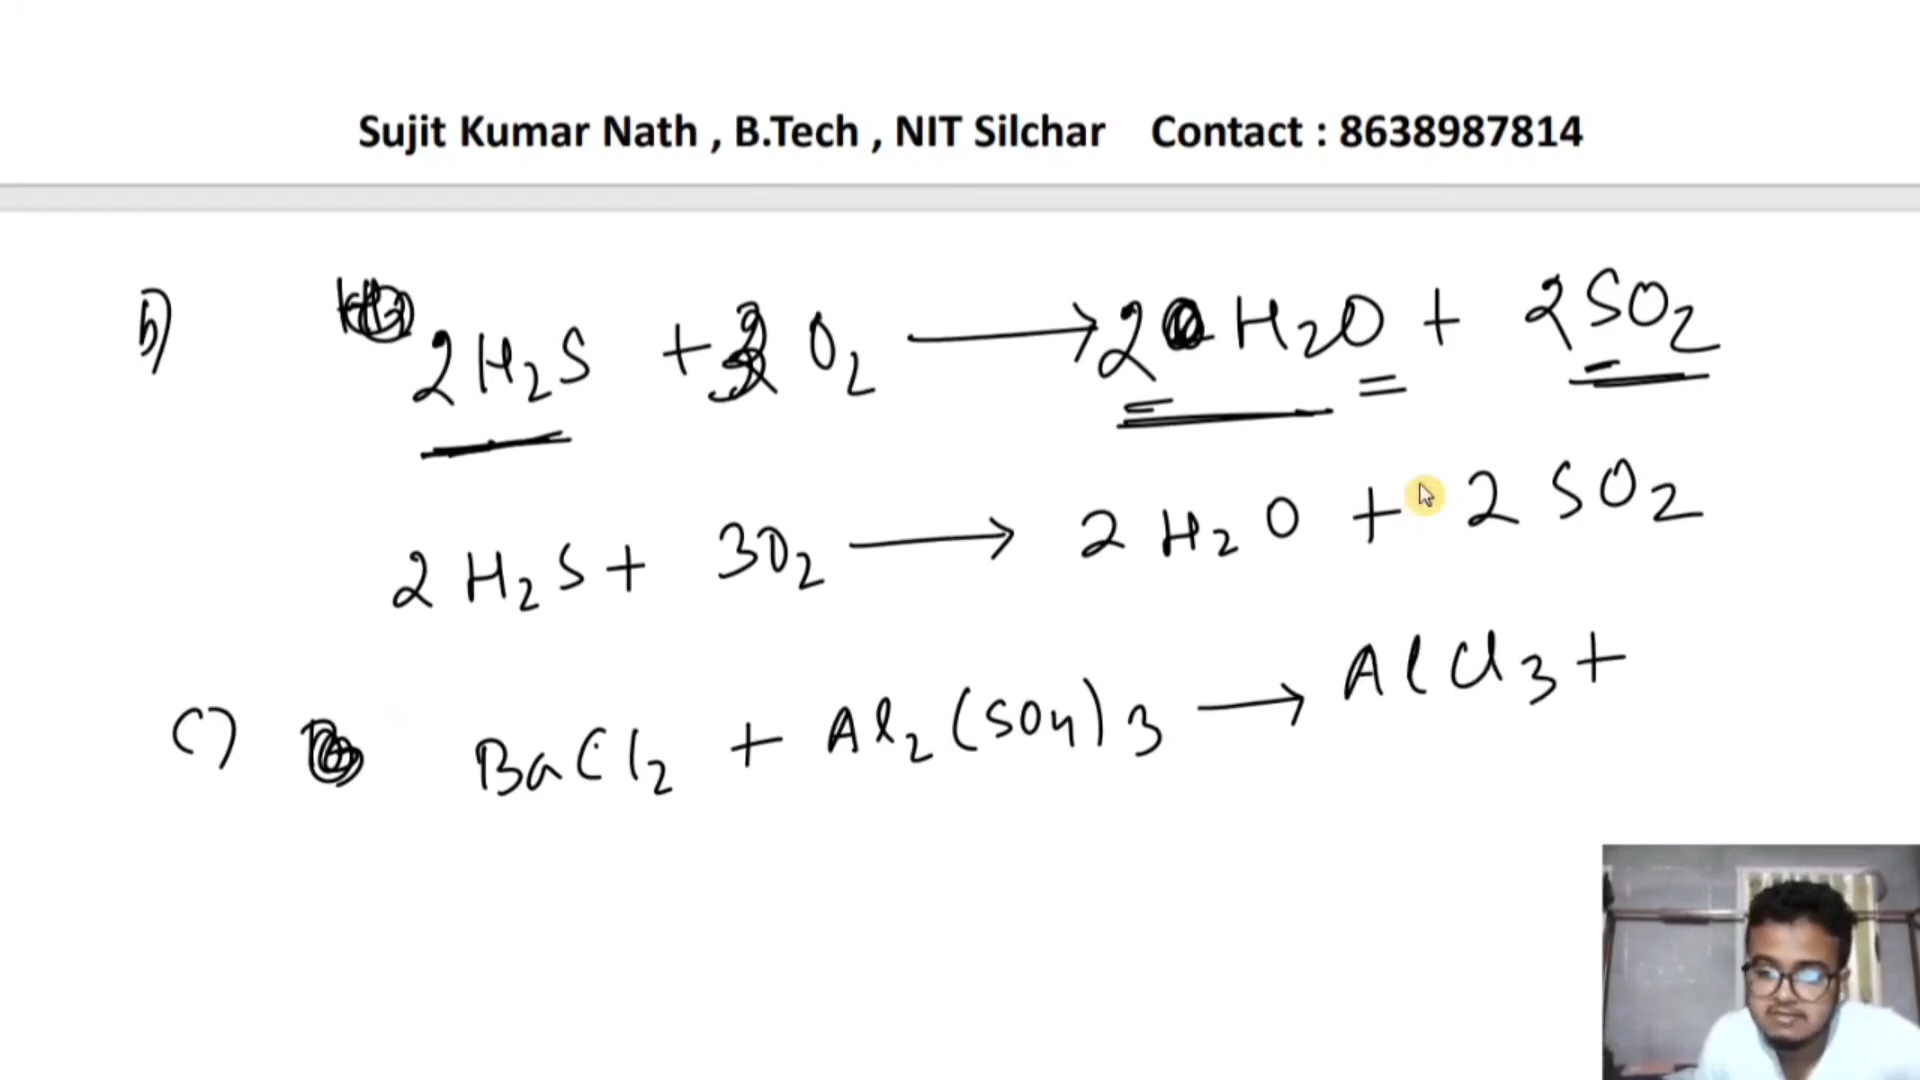 Sujit Kumar Nath , B.Tech , NIT Silchar Contact : 8638987814
b) 2H₂S + 3O₂ ⟶ 2H₂O + 2SO₂
2H₂S + 3O₂ ⟶ 2H₂O + 2SO₂
c) BaCl₂ + Al₂(SO₄)₃ ⟶ AlCl₃ +